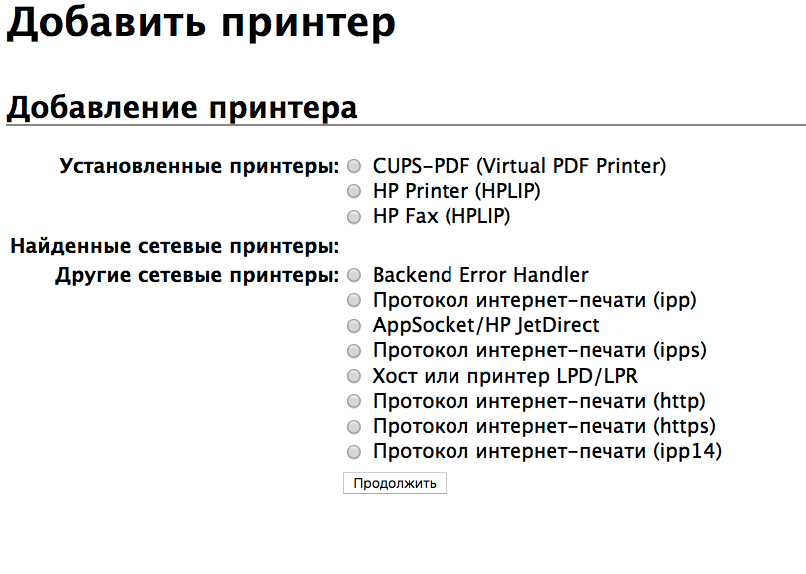 Добавить принтер
Добавление принтера
Установленные принтеры: CUPS-PDF (Virtual PDF Printer)
HP Printer (HPLIP)
HP Fax (HPLIP)
Найденные сетевые принтеры:
Другие сетевые принтеры: Backend Error Handler
Протокол интернет-печати (ipp)
AppSocket/HP JetDirect
Протокол интернет-печати (ipps)
Хост или принтер LPD/LPR
Протокол интернет-печати (http)
Протокол интернет-печати (https)
Протокол интернет-печати (ipp14)
Продолжить